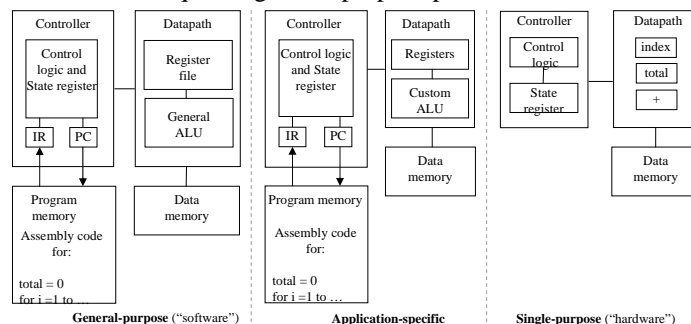 Controller
Control
logic and
State register
IR
PC
Datapath
Register
file
General
ALU
Program
memory
Assembly code
for:
total = 0
for i =1 to …
Data
memory
General-purpose (“software”)
Controller
Control logic
and State
register
IR
PC
Datapath
Registers
Custom
ALU
Data
memory
Program memory
Assembly code
for:
total = 0
for i =1 to …
Application-specific
Controller
Control
logic
State
register
Datapath
index
total
+
Data
memory
Single-purpose (“hardware”)